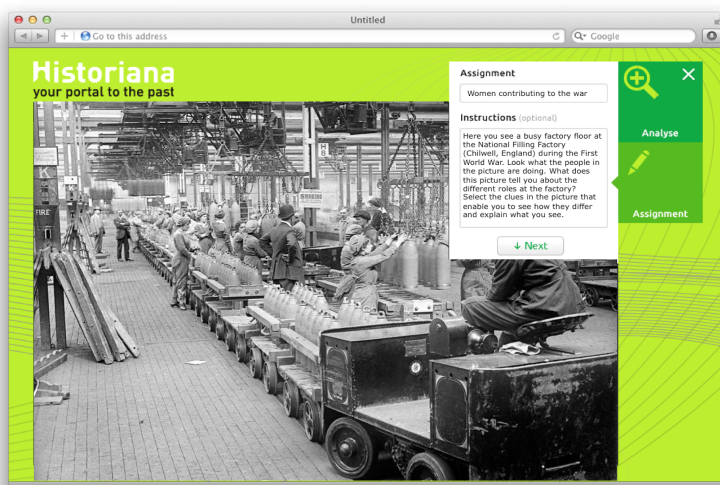 Untitled
Go to this address
Google
Historiana
your portal to the past
Assignment
Women contributing to the war
Instructions (optional)
Here you see a busy factory floor at
the National Filling Factory
(Chilwell, England) during the First
World War. Look what the people in
the picture are doing. What does
this picture tell you about the
different roles at the factory?
Select the clues in the picture that
enable you to see how they differ
and explain what you see.
↓ Next
Analyse
Assignment
H
8
SMOKING
K
FIRE